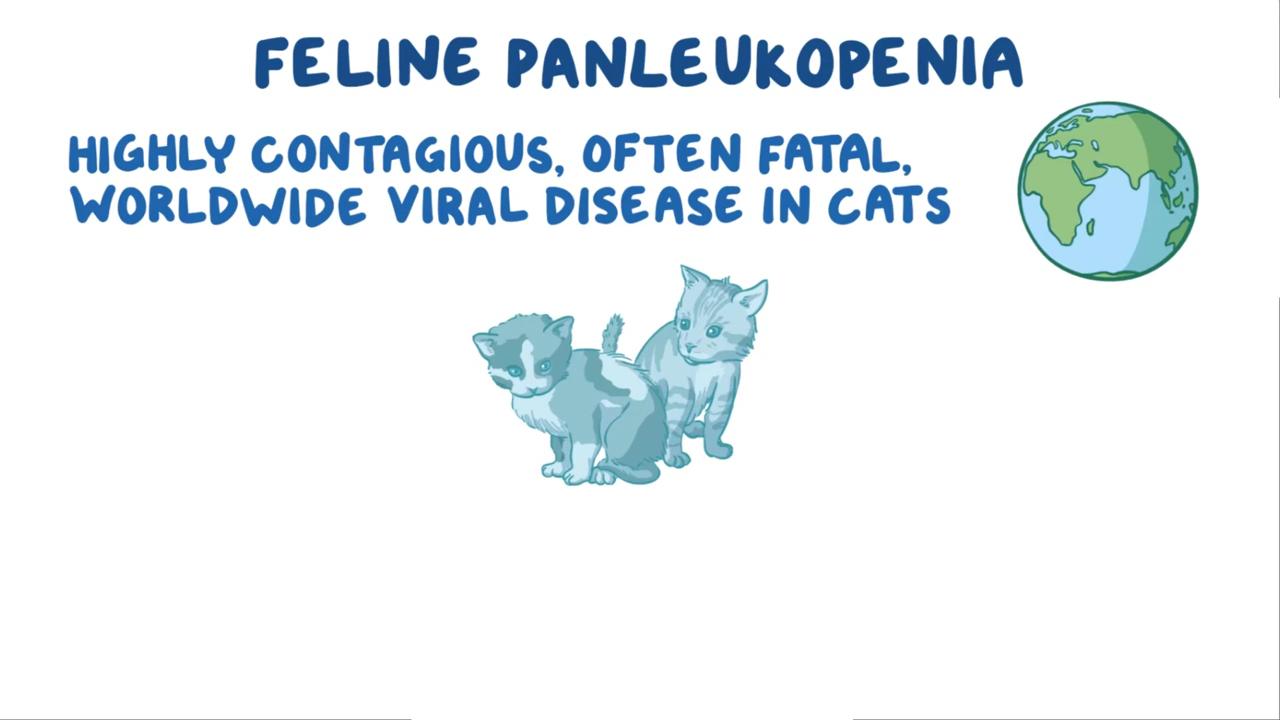 FELINE PANLEUKOPENIA
HIGHLY CONTAGIOUS, OFTEN FATAL,
WORLDWIDE VIRAL DISEASE IN CATS